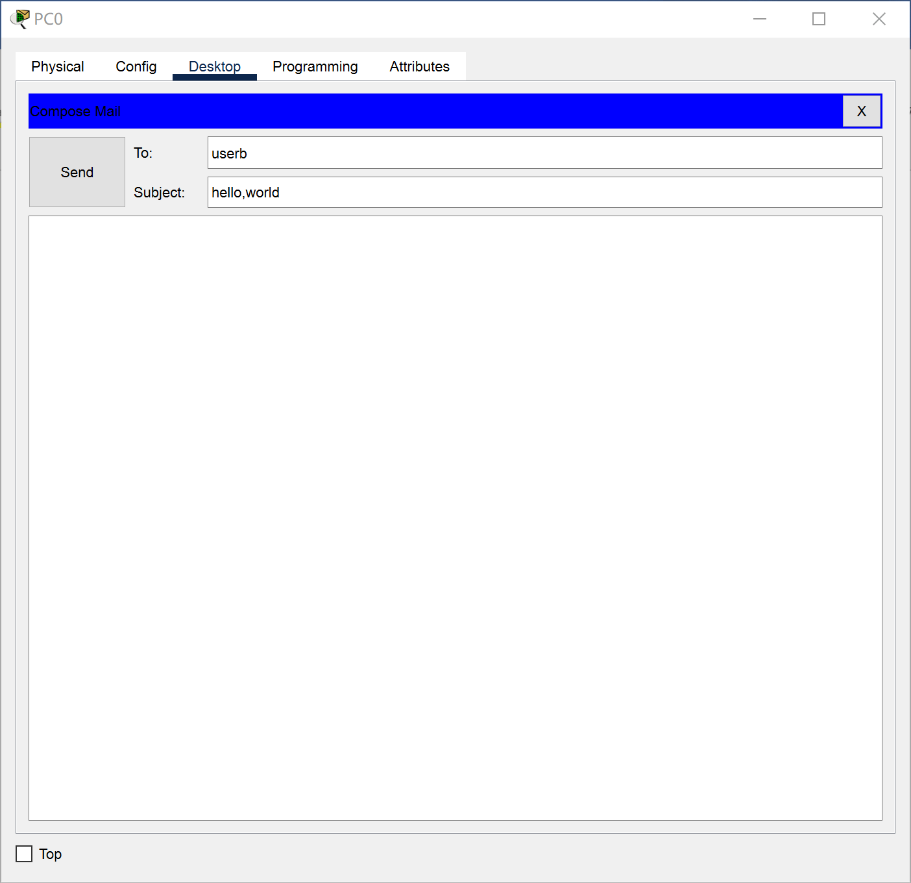 PC0
Physical Config Desktop Programming Attributes
Compose Mail X
Send
To: userb
Subject: hello,world
Top